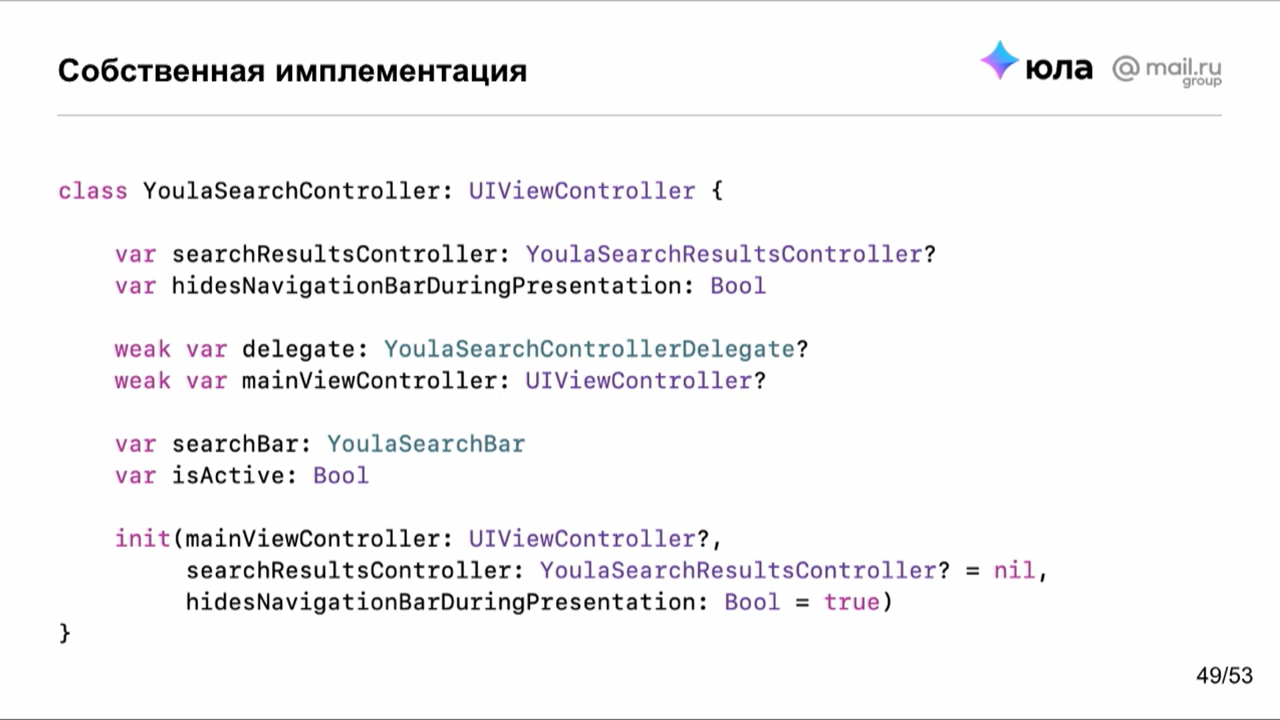 Собственная имплементация
юла @mail.ru group
class YoulaSearchController: UIViewController {
var searchResultsController: YoulaSearchResultsController?
var hidesNavigationBarDuringPresentation: Bool
weak var delegate: YoulaSearchControllerDelegate?
weak var mainViewController: UIViewController?
var searchBar: YoulaSearchBar
var isActive: Bool
init(mainViewController: UIViewController?,
searchResultsController: YoulaSearchResultsController? = nil,
hidesNavigationBarDuringPresentation: Bool = true)
}
49/53